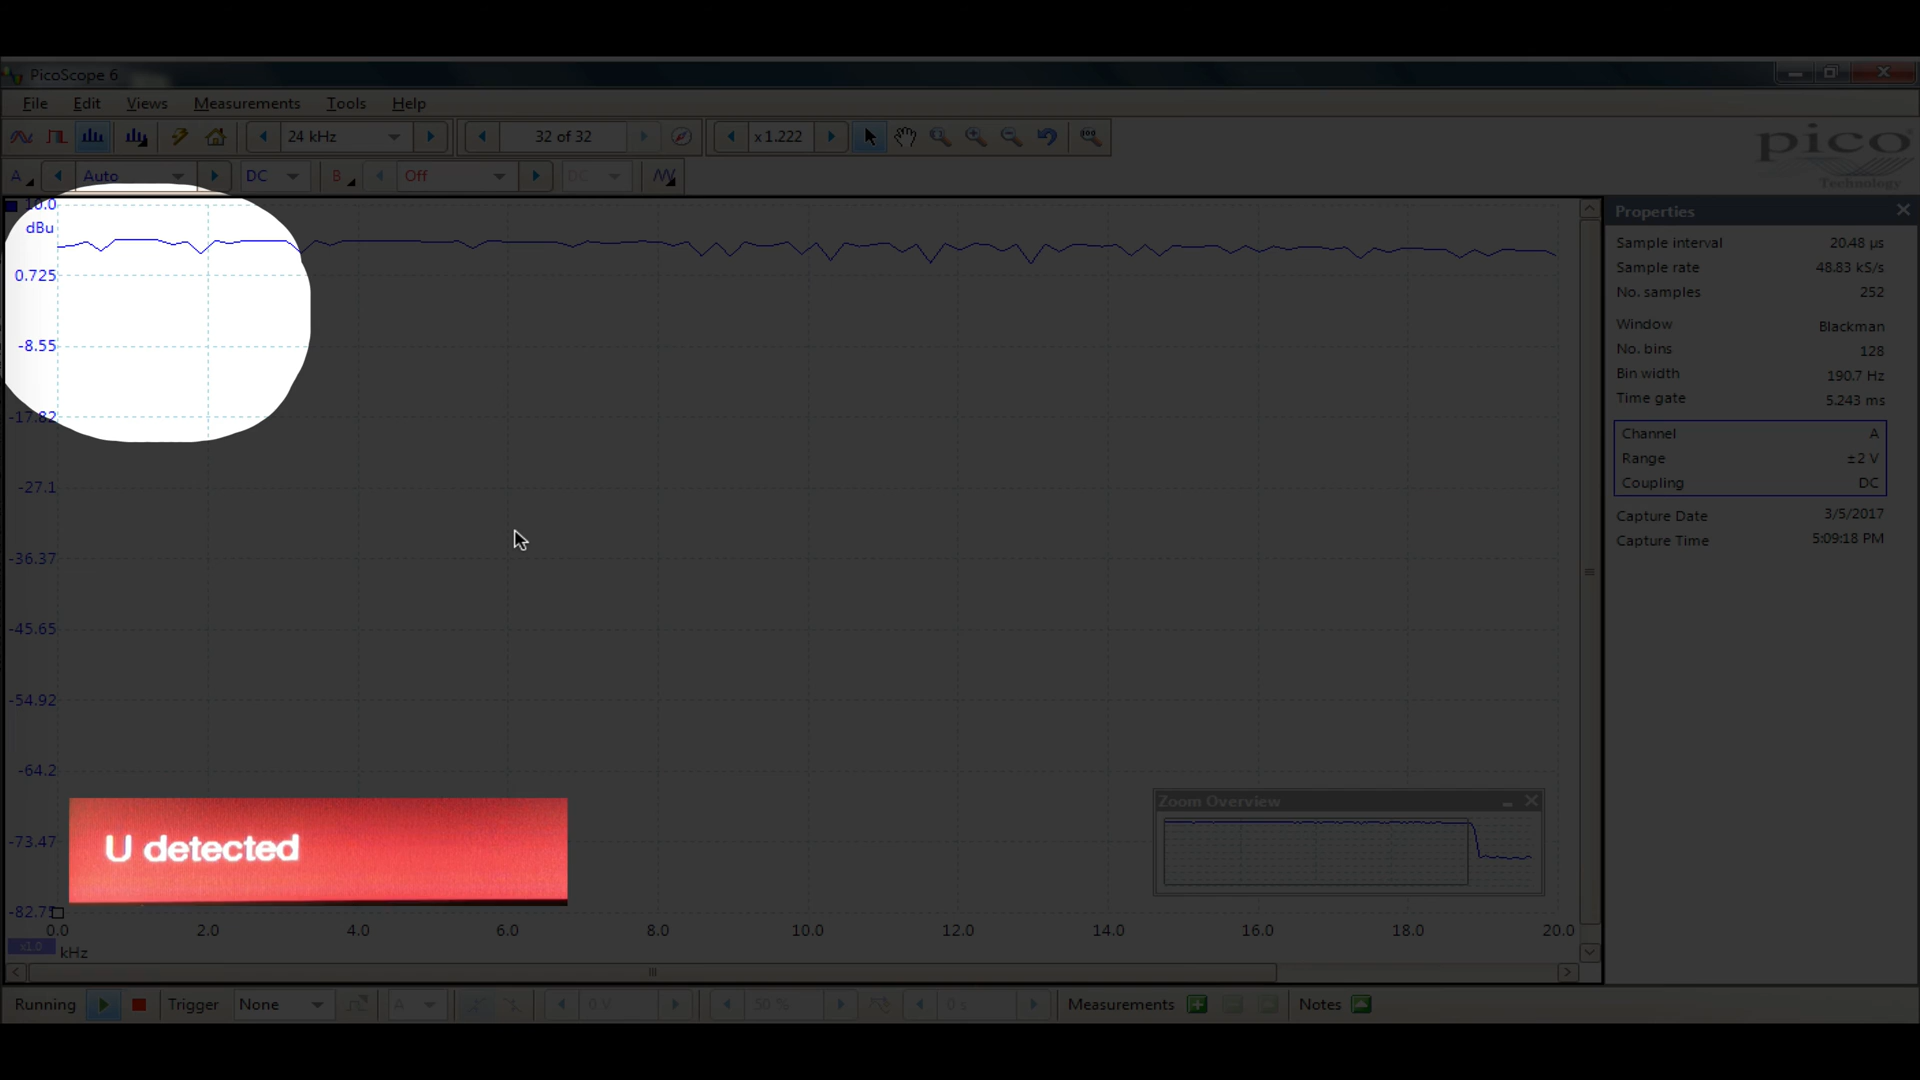 PicoScope 6
File Edit Views Measurements Tools Help
24 kHz 32 of 32 x1.222
pico
Technology
A Auto DC B Off DC
10.0
dBu
0.725
-8.55
-17.82
-27.1
-36.37
-45.65
-54.92
-64.2
-73.47
-82.75
0.0 2.0 4.0 6.0 8.0 10.0 12.0 14.0 16.0 18.0 20.0
x1.0
kHz
U detected
Zoom Overview
Properties
Sample interval 20.48 µs
Sample rate 48.83 kS/s
No. samples 252
Window Blackman
No. bins 128
Bin width 190.7 Hz
Time gate 5.243 ms
Channel A
Range ±2 V
Coupling DC
Capture Date 3/5/2017
Capture Time 5:09:18 PM
Running Trigger None A 0 V 50 % 0 s Measurements Notes